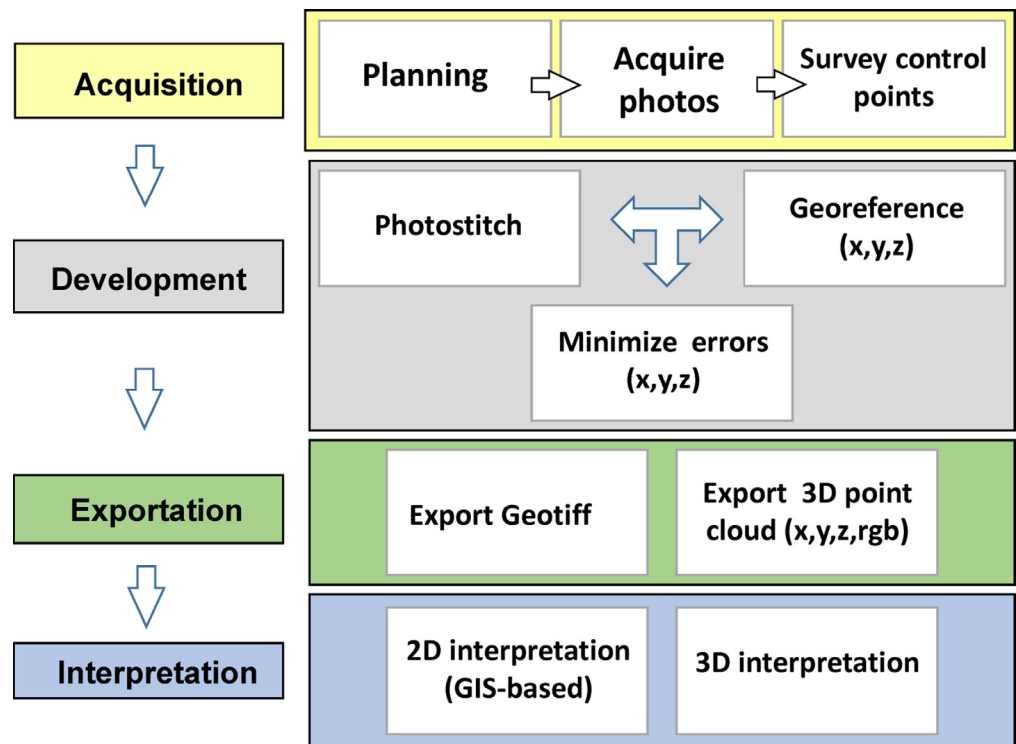 Acquisition
Planning
Acquire
photos
Survey control
points
Development
Photostitch
Georeference
(x,y,z)
Minimize errors
(x,y,z)
Exportation
Export Geotiff
Export 3D point
cloud (x,y,z,rgb)
Interpretation
2D interpretation
(GIS-based)
3D interpretation